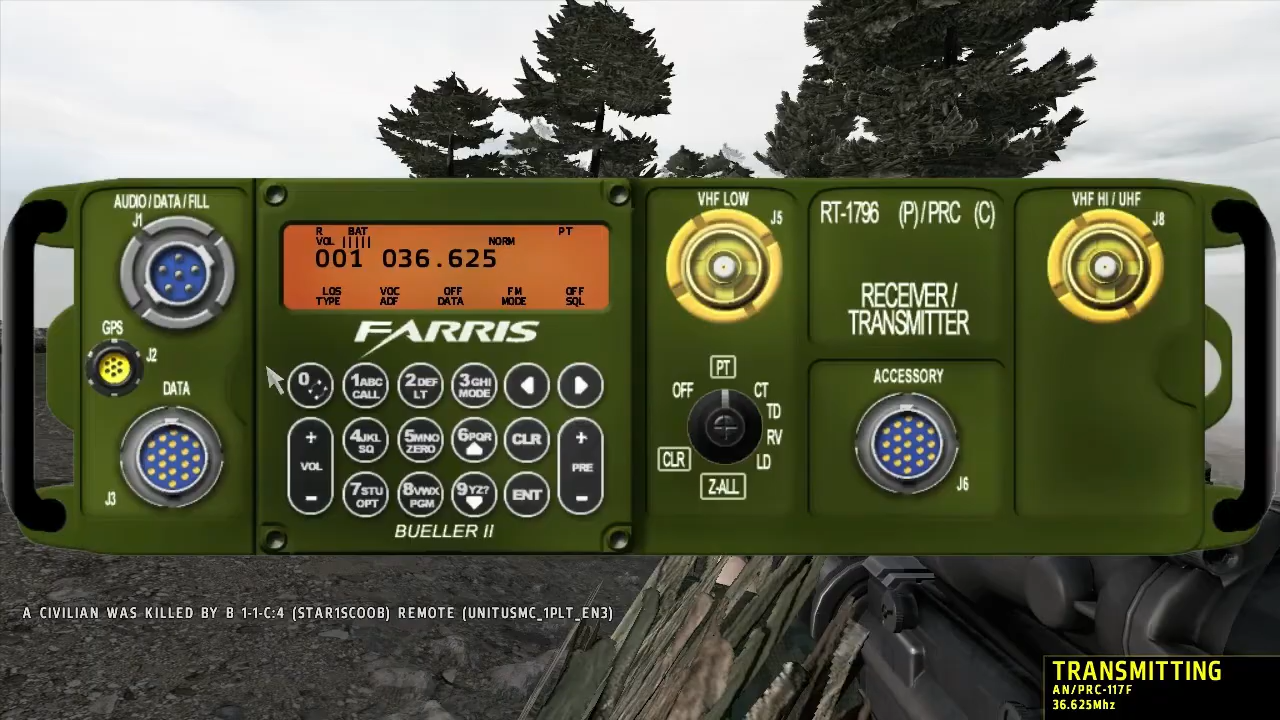 AUDIO / DATA / FILL
J1
GPS
J2
DATA
J3
R BAT PT
VOL NORM
001 036.625
LOS VOC OFF FM OFF
TYPE ADF DATA MODE SQL
FARRIS
0 1ABC 2DEF 3GHI
CALL LT MODE
+ 4JKL 5MNO 6PQR CLR +
SQ ZERO
VOL PRE
- 7STU 8VWX 9YZ? ENT -
OPT PGM
BUELLER II
VHF LOW
J5
PT
OFF CT
TD
RV
CLR LD
Z-ALL
RT-1796 (P)/PRC (C)
RECEIVER /
TRANSMITTER
ACCESSORY
J6
VHF HI / UHF
J8
A CIVILIAN WAS KILLED BY B 1-1-C:4 (STAR1SCOOB) REMOTE (UNITUSMC_1PLT_EN3)
TRANSMITTING
AN/PRC-117F
36.625Mhz